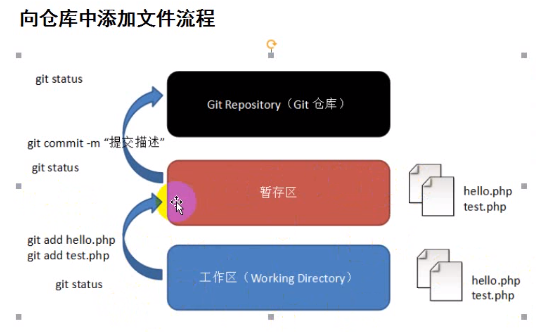 向仓库中添加文件流程
git status
Git Repository（Git 仓库）
git commit -m “提交描述”
git status
暂存区
hello.php
test.php
git add hello.php
git add test.php
git status
工作区（Working Directory）
hello.php
test.php